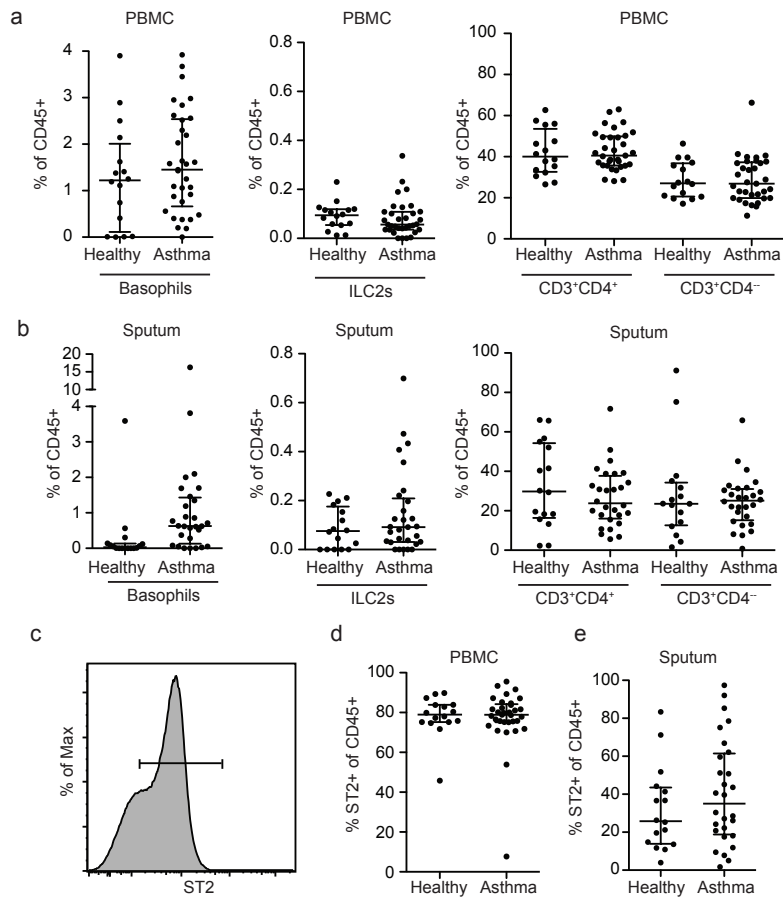 a
PBMC PBMC PBMC
% of CD45+
4
3
2
1
0
Healthy Asthma
Basophils
% of CD45+
0.8
0.6
0.4
0.2
0.0
Healthy Asthma
ILC2s
% of CD45+
100
80
60
40
20
0
Healthy Asthma Healthy Asthma
CD3⁺CD4⁺ CD3⁺CD4⁻⁻
b
Sputum Sputum Sputum
% of CD45+
20
15
10
4
3
2
1
0
Healthy Asthma
Basophils
% of CD45+
0.8
0.6
0.4
0.2
0.0
Healthy Asthma
ILC2s
% of CD45+
100
80
60
40
20
0
Healthy Asthma Healthy Asthma
CD3⁺CD4⁺ CD3⁺CD4⁻⁻
c
% of Max
ST2
d
PBMC
% ST2+ of CD45+
100
80
60
40
20
0
Healthy Asthma
e
Sputum
% ST2+ of CD45+
100
80
60
40
20
0
Healthy Asthma